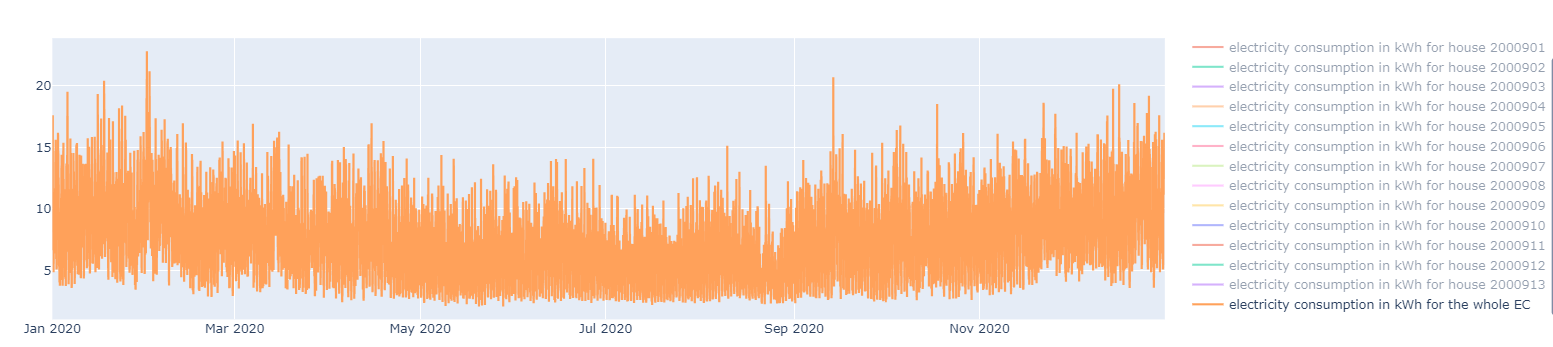 20
15
10
5
Jan 2020
Mar 2020
May 2020
Jul 2020
Sep 2020
Nov 2020
electricity consumption in kWh for house 2000901
electricity consumption in kWh for house 2000902
electricity consumption in kWh for house 2000903
electricity consumption in kWh for house 2000904
electricity consumption in kWh for house 2000905
electricity consumption in kWh for house 2000906
electricity consumption in kWh for house 2000907
electricity consumption in kWh for house 2000908
electricity consumption in kWh for house 2000909
electricity consumption in kWh for house 2000910
electricity consumption in kWh for house 2000911
electricity consumption in kWh for house 2000912
electricity consumption in kWh for house 2000913
electricity consumption in kWh for the whole EC